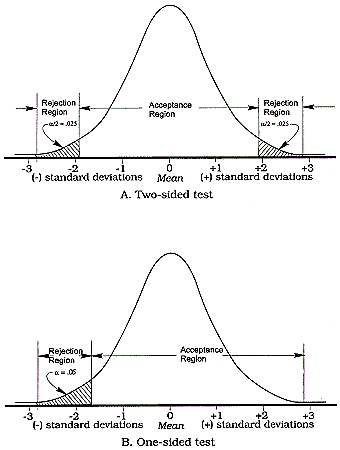 Rejection Region
Acceptance Region
Rejection Region
α/2 = .025
α/2 = .025
-3 -2 -1 0 +1 +2 +3
(-) standard deviations Mean (+) standard deviations
A. Two-sided test
Rejection Region
Acceptance Region
α = .05
-3 -2 -1 0 +1 +2 +3
(-) standard deviations Mean (+) standard deviations
B. One-sided test